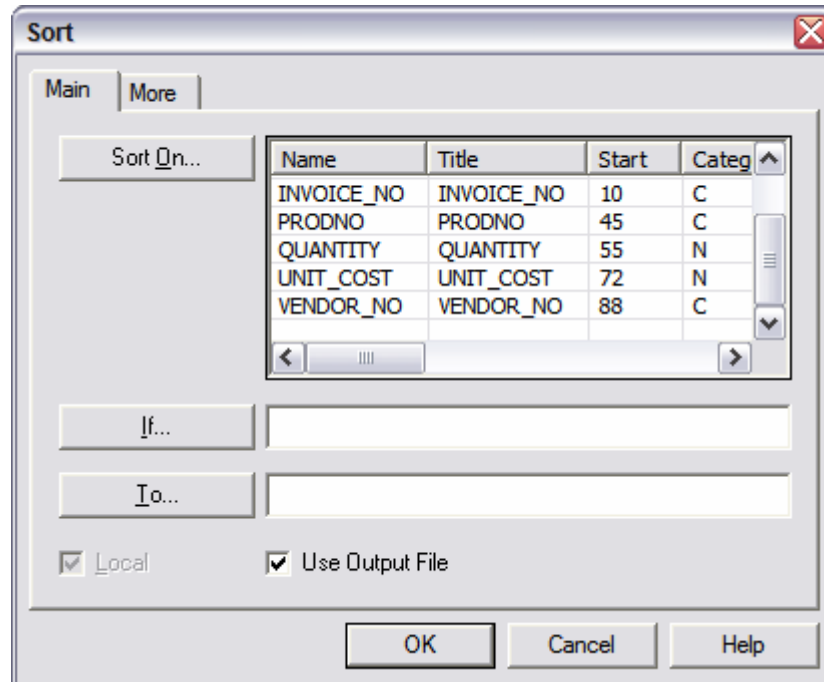 Sort
Main More
Sort On...
Name Title Start Categ
INVOICE_NO INVOICE_NO 10 C
PRODNO PRODNO 45 C
QUANTITY QUANTITY 55 N
UNIT_COST UNIT_COST 72 N
VENDOR_NO VENDOR_NO 88 C
If...
To...
Local Use Output File
OK Cancel Help